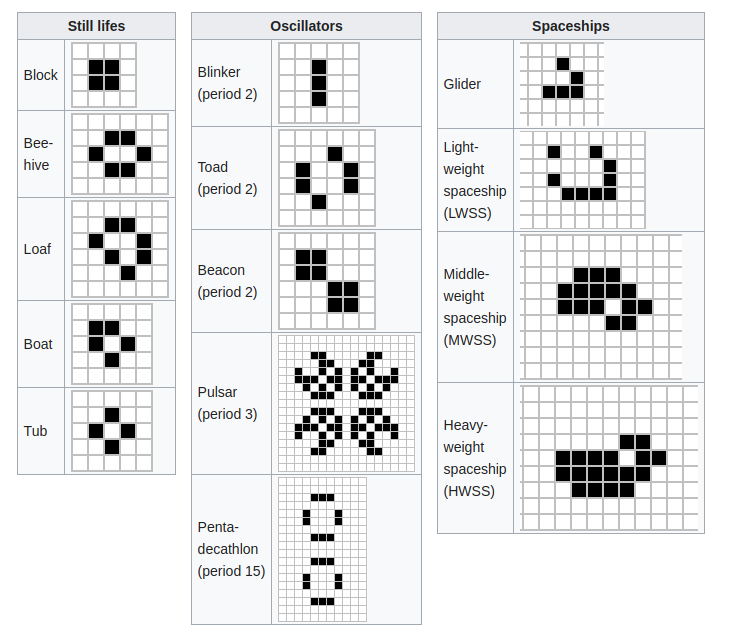 Still lifes
Block
Bee-
hive
Loaf
Boat
Tub
Oscillators
Blinker
(period 2)
Toad
(period 2)
Beacon
(period 2)
Pulsar
(period 3)
Penta-
decathlon
(period 15)
Spaceships
Glider
Light-
weight
spaceship
(LWSS)
Middle-
weight
spaceship
(MWSS)
Heavy-
weight
spaceship
(HWSS)